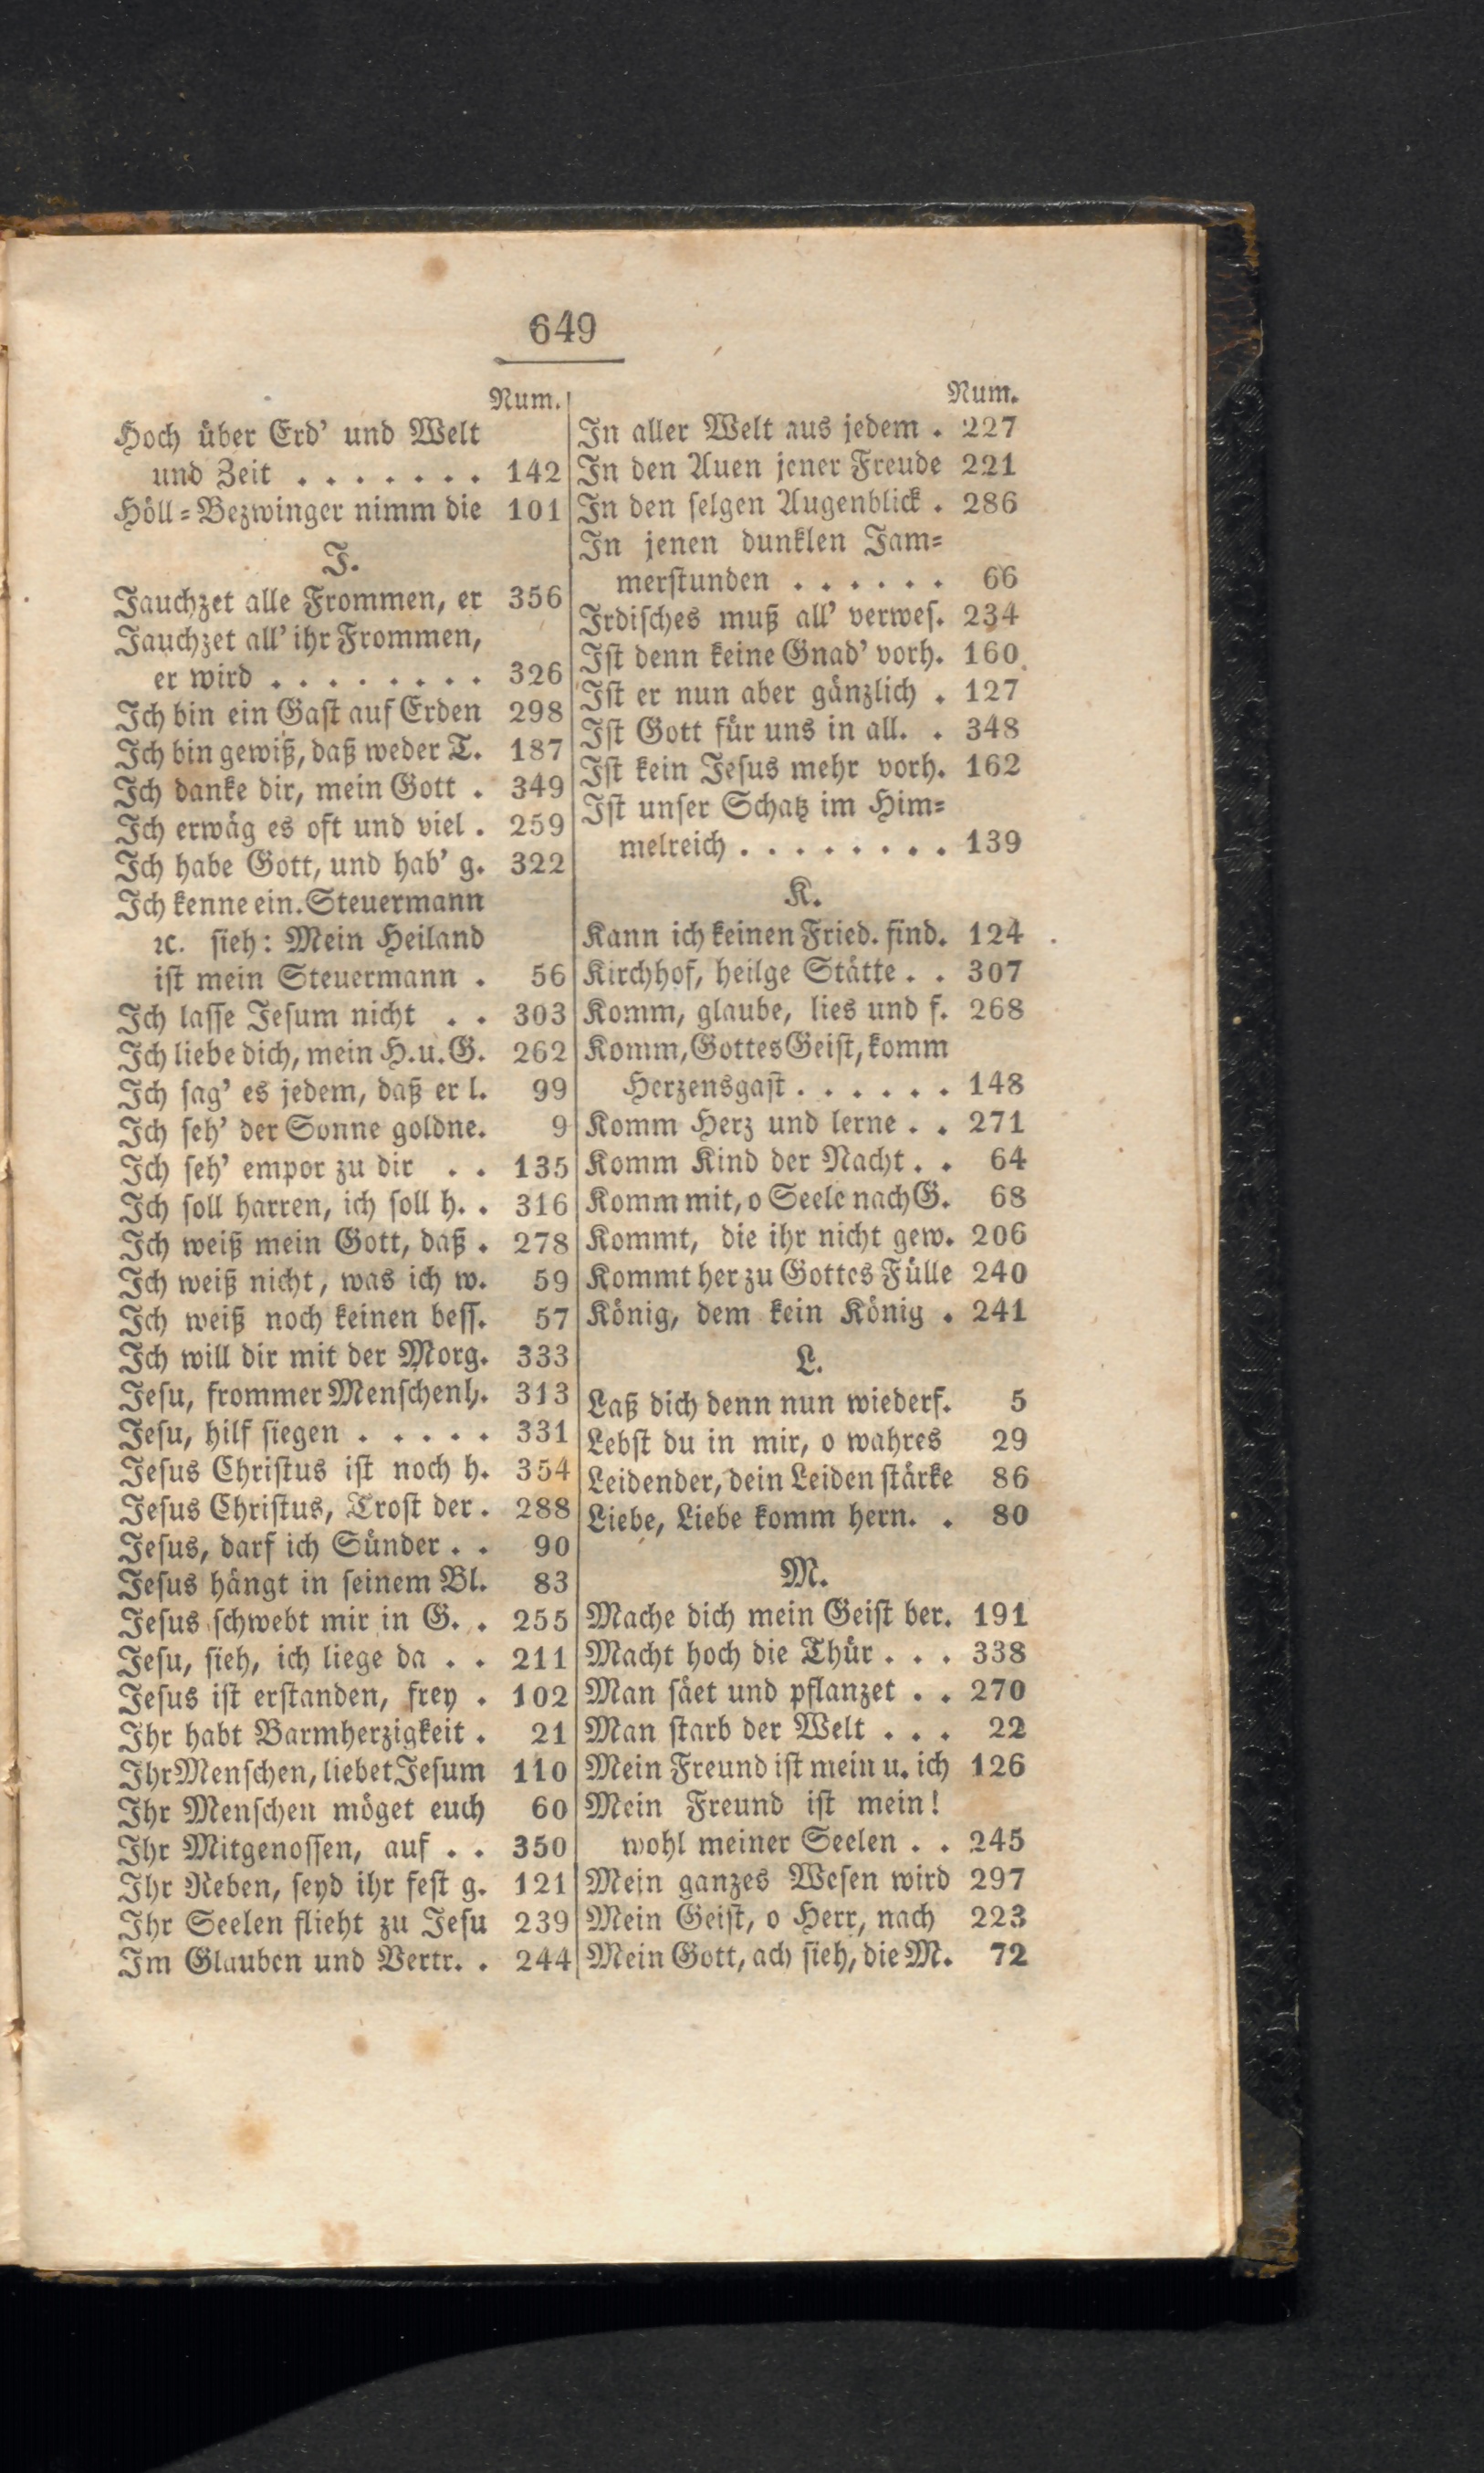 649
Num.
Hoch über Erd' und Welt
und Zeit . . . . . . . 142
Höll-Bezwinger nimm die 101
J.
Jauchzet alle Frommen, er 356
Jauchzet all' ihr Frommen,
er wird . . . . . . . . 326
Ich bin ein Gast auf Erden 298
Ich bin gewiß, daß weder T. 187
Ich danke dir, mein Gott . 349
Ich erwäg es oft und viel . 259
Ich habe Gott, und hab' g. 322
Ich kenne ein. Steuermann
ꝛc. sieh: Mein Heiland
ist mein Steuermann . 56
Ich lasse Jesum nicht . . 303
Ich liebe dich, mein H. u. G. 262
Ich sag' es jedem, daß er l. 99
Ich seh' der Sonne goldne. 9
Ich seh' empor zu dir . . 135
Ich soll harren, ich soll h. . 316
Ich weiß mein Gott, daß . 278
Ich weiß nicht, was ich w. 59
Ich weiß noch keinen bess. 57
Ich will dir mit der Morg. 333
Jesu, frommer Menschenh. 313
Jesu, hilf siegen . . . . . 331
Jesus Christus ist noch h. 354
Jesus Christus, Trost der . 288
Jesus, darf ich Sünder . . 90
Jesus hängt in seinem Bl. 83
Jesus schwebt mir in G. . 255
Jesu, sieh, ich liege da . . 211
Jesus ist erstanden, frey . 102
Ihr habt Barmherzigkeit . 21
Ihr Menschen, liebet Jesum 110
Ihr Menschen möget euch 60
Ihr Mitgenossen, auf . . 350
Ihr Reben, seyd ihr fest g. 121
Ihr Seelen flieht zu Jesu 239
Im Glauben und Vertr. . 244
Num.
In aller Welt aus jedem . 227
In den Auen jener Freude 221
In den selgen Augenblick . 286
In jenen dunklen Jam-
merstunden . . . . . . 66
Irdisches muß all' verwes. 234
Ist denn keine Gnad' vorh. 160
Ist er nun aber gänzlich . 127
Ist Gott für uns in all. . 348
Ist kein Jesus mehr vorh. 162
Ist unser Schatz im Him-
melreich . . . . . . . . 139
K.
Kann ich keinen Fried. find. 124
Kirchhof, heilge Stätte . . 307
Komm, glaube, lies und f. 268
Komm, Gottes Geist, komm
Herzensgast . . . . . . 148
Komm Herz und lerne . . 271
Komm Kind der Nacht . . 64
Komm mit, o Seele nach G. 68
Kommt, die ihr nicht gew. 206
Kommt her zu Gottes Fülle 240
König, dem kein König . 241
L.
Laß dich denn nun wiederf. 5
Lebst du in mir, o wahres 29
Leidender, dein Leiden stärke 86
Liebe, Liebe komm hern. . 80
M.
Mache dich mein Geist ber. 191
Macht hoch die Thür . . . 338
Man säet und pflanzet . . 270
Man starb der Welt . . . 22
Mein Freund ist mein u. ich 126
Mein Freund ist mein!
wohl meiner Seelen . . 245
Mein ganzes Wesen wird 297
Mein Geist, o Herr, nach 223
Mein Gott, ach sieh, die M. 72